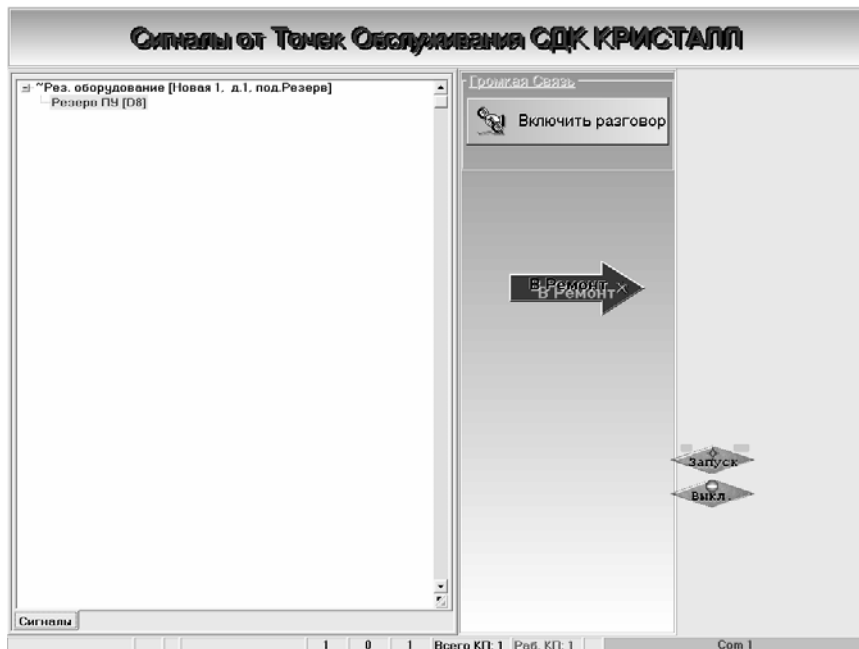 Сигналы от Точек Обслуживания СДК КРИСТАЛЛ
~Рез. оборудование [Новая 1, д.1, под.Резерв]
Резерв ПУ [D8]
Громкая Связь
Включить разговор
В Ремонт
Запуск
Выкл.
Сигналы
1 0 1 Всего КП: 1 Раб. КП: 1 Com 1